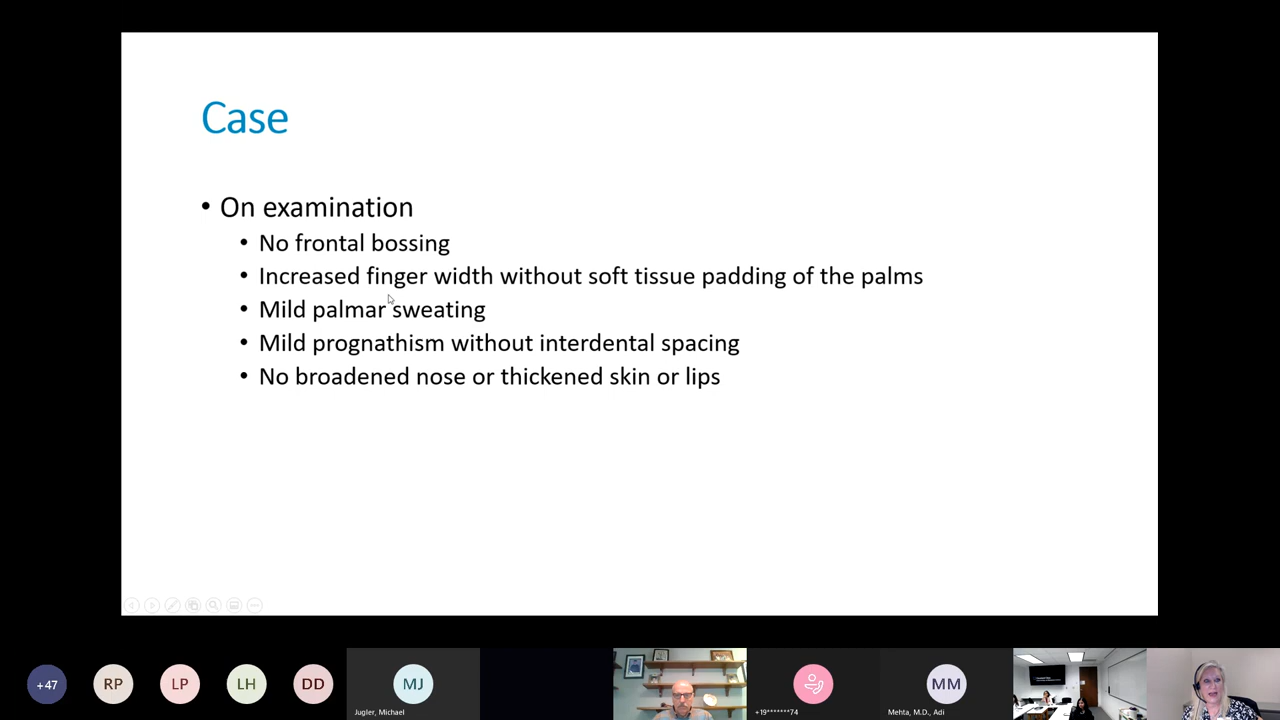 Case
• On examination
• No frontal bossing
• Increased finger width without soft tissue padding of the palms
• Mild palmar sweating
• Mild prognathism without interdental spacing
• No broadened nose or thickened skin or lips
+47
RP
LP
LH
DD
MJ
MM
Jugler, Michael
+19*******74
Mehta, M.D., Adi